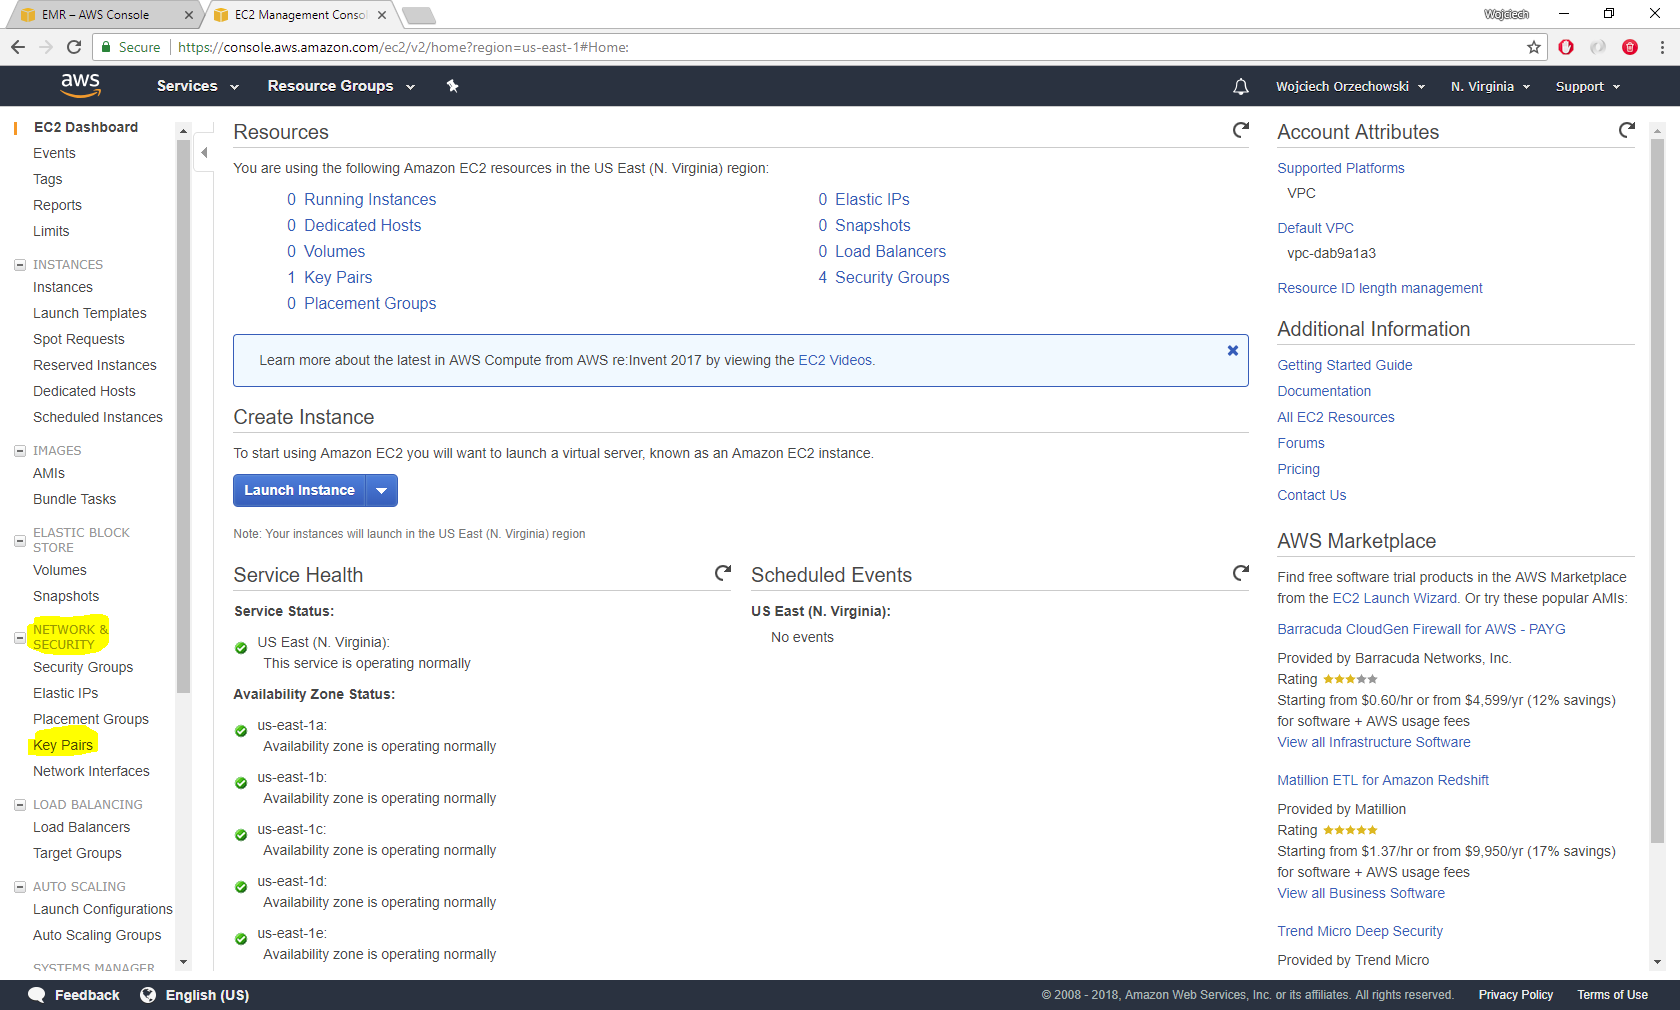 EMR – AWS Console
EC2 Management Conso
Wojciech
Secure
https://console.aws.amazon.com/ec2/v2/home?region=us-east-1#Home:
aws
Services
Resource Groups
Wojciech Orzechowski
N. Virginia
Support
EC2 Dashboard
Events
Tags
Reports
Limits
INSTANCES
Instances
Launch Templates
Spot Requests
Reserved Instances
Dedicated Hosts
Scheduled Instances
IMAGES
AMIs
Bundle Tasks
ELASTIC BLOCK
STORE
Volumes
Snapshots
NETWORK &
SECURITY
Security Groups
Elastic IPs
Placement Groups
Key Pairs
Network Interfaces
LOAD BALANCING
Load Balancers
Target Groups
AUTO SCALING
Launch Configurations
Auto Scaling Groups
SYSTEMS MANAGER
Resources
You are using the following Amazon EC2 resources in the US East (N. Virginia) region:
0 Running Instances
0 Dedicated Hosts
0 Volumes
1 Key Pairs
0 Placement Groups
0 Elastic IPs
0 Snapshots
0 Load Balancers
4 Security Groups
Learn more about the latest in AWS Compute from AWS re:Invent 2017 by viewing the EC2 Videos.
Create Instance
To start using Amazon EC2 you will want to launch a virtual server, known as an Amazon EC2 instance.
Launch Instance
Note: Your instances will launch in the US East (N. Virginia) region
Service Health
Service Status:
US East (N. Virginia):
This service is operating normally
Availability Zone Status:
us-east-1a:
Availability zone is operating normally
us-east-1b:
Availability zone is operating normally
us-east-1c:
Availability zone is operating normally
us-east-1d:
Availability zone is operating normally
us-east-1e:
Availability zone is operating normally
Scheduled Events
US East (N. Virginia):
No events
Account Attributes
Supported Platforms
VPC
Default VPC
vpc-dab9a1a3
Resource ID length management
Additional Information
Getting Started Guide
Documentation
All EC2 Resources
Forums
Pricing
Contact Us
AWS Marketplace
Find free software trial products in the AWS Marketplace
from the EC2 Launch Wizard. Or try these popular AMIs:
Barracuda CloudGen Firewall for AWS - PAYG
Provided by Barracuda Networks, Inc.
Rating
Starting from $0.60/hr or from $4,599/yr (12% savings)
for software + AWS usage fees
View all Infrastructure Software
Matillion ETL for Amazon Redshift
Provided by Matillion
Rating
Starting from $1.37/hr or from $9,950/yr (17% savings)
for software + AWS usage fees
View all Business Software
Trend Micro Deep Security
Provided by Trend Micro
Feedback
English (US)
© 2008 - 2018, Amazon Web Services, Inc. or its affiliates. All rights reserved.
Privacy Policy
Terms of Use